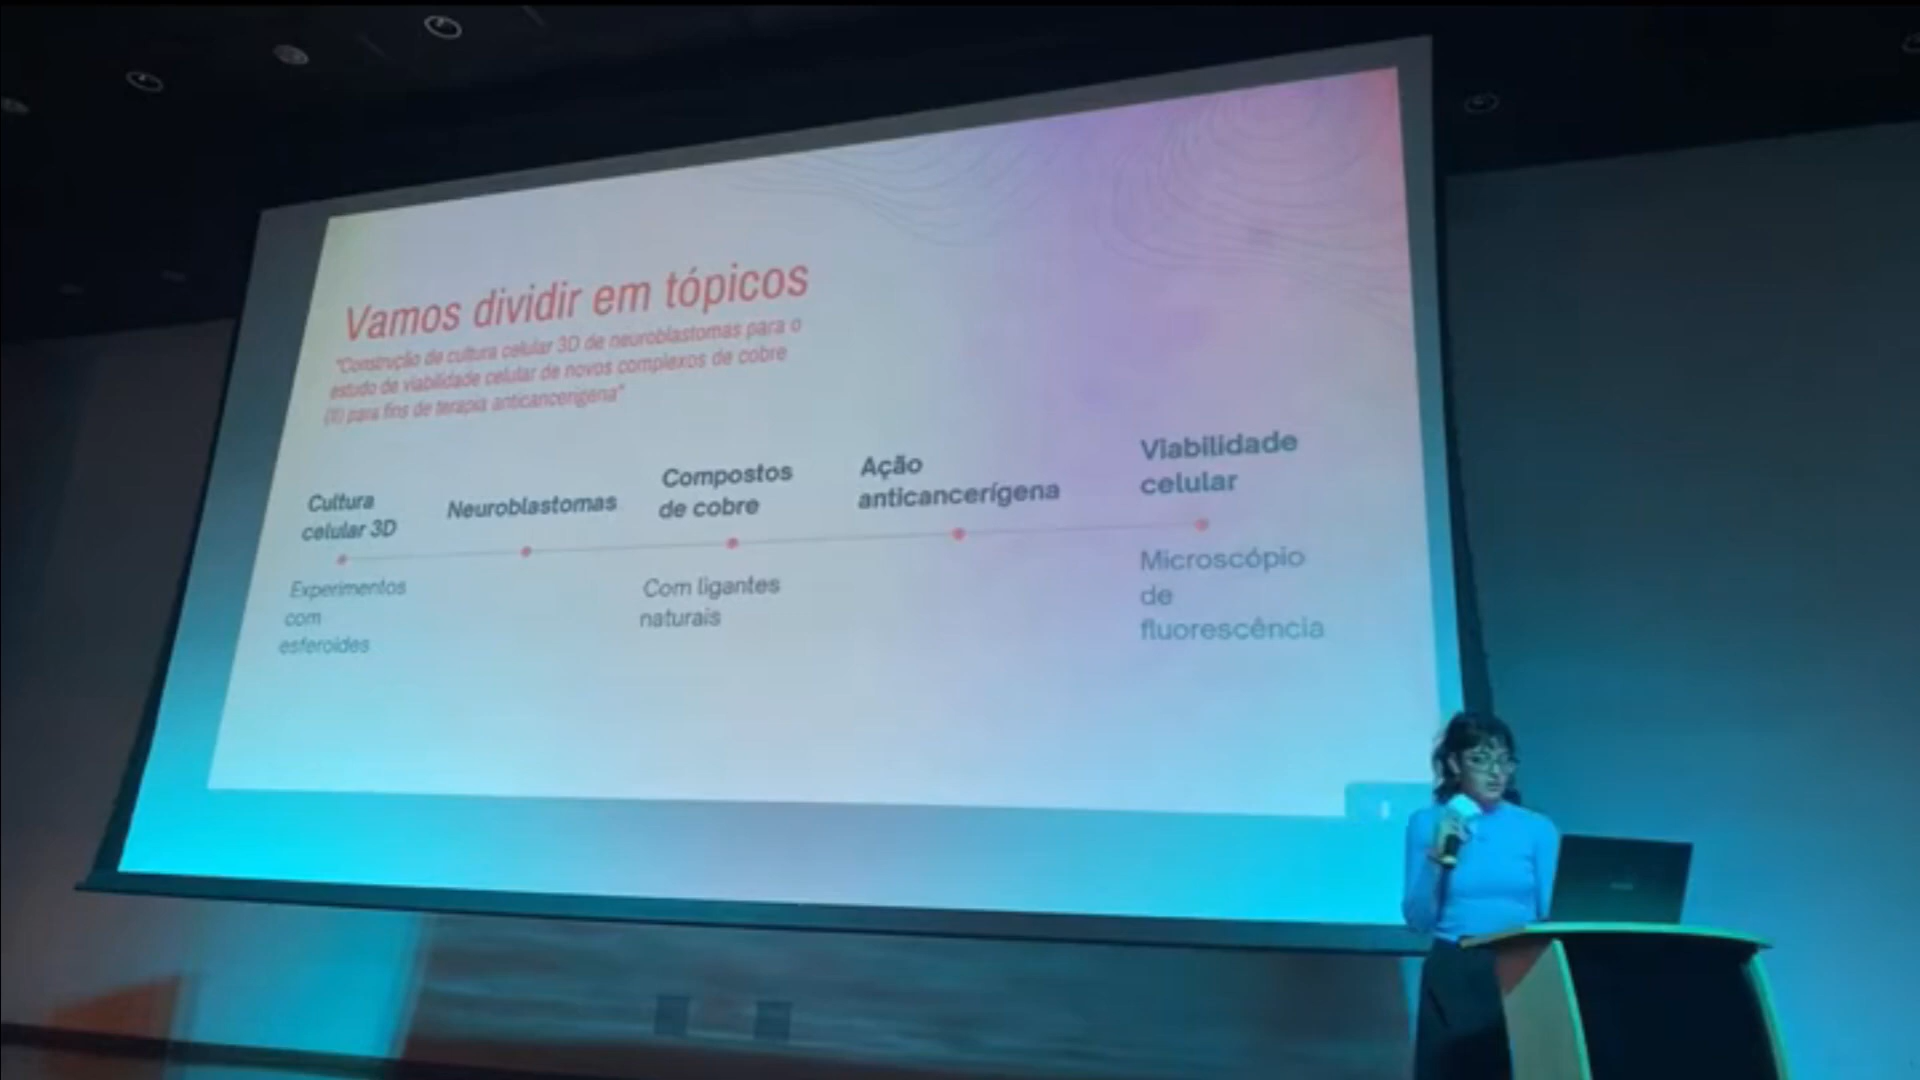 Vamos dividir em tópicos
"Construção de cultura celular 3D de neuroblastomas para o
estudo de viabilidade celular de novos complexos de cobre
(II) para fins de terapia anticancerígena"
Cultura
celular 3D
Experimentos
com
esferoides
Neuroblastomas
Compostos
de cobre
Com ligantes
naturais
Ação
anticancerígena
Viabilidade
celular
Microscópio
de
fluorescência